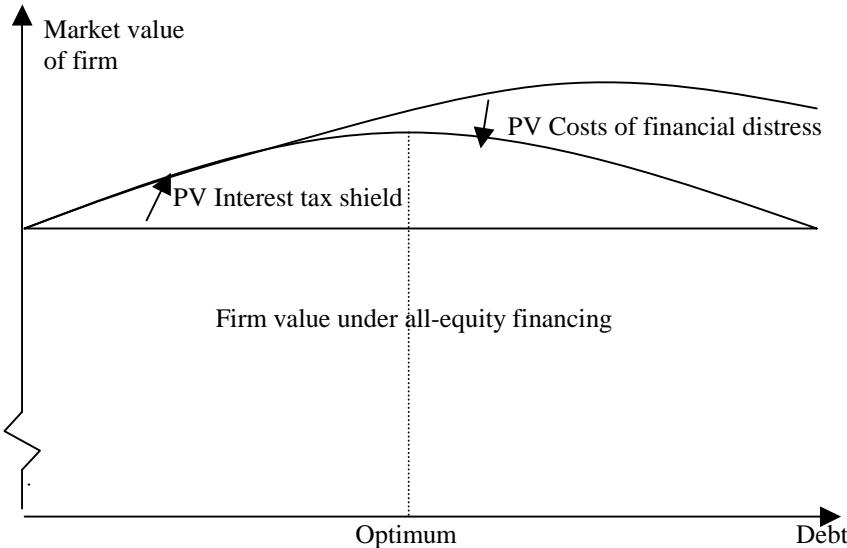 Market value
of firm
PV Costs of financial distress
PV Interest tax shield
Firm value under all-equity financing
Optimum
Debt